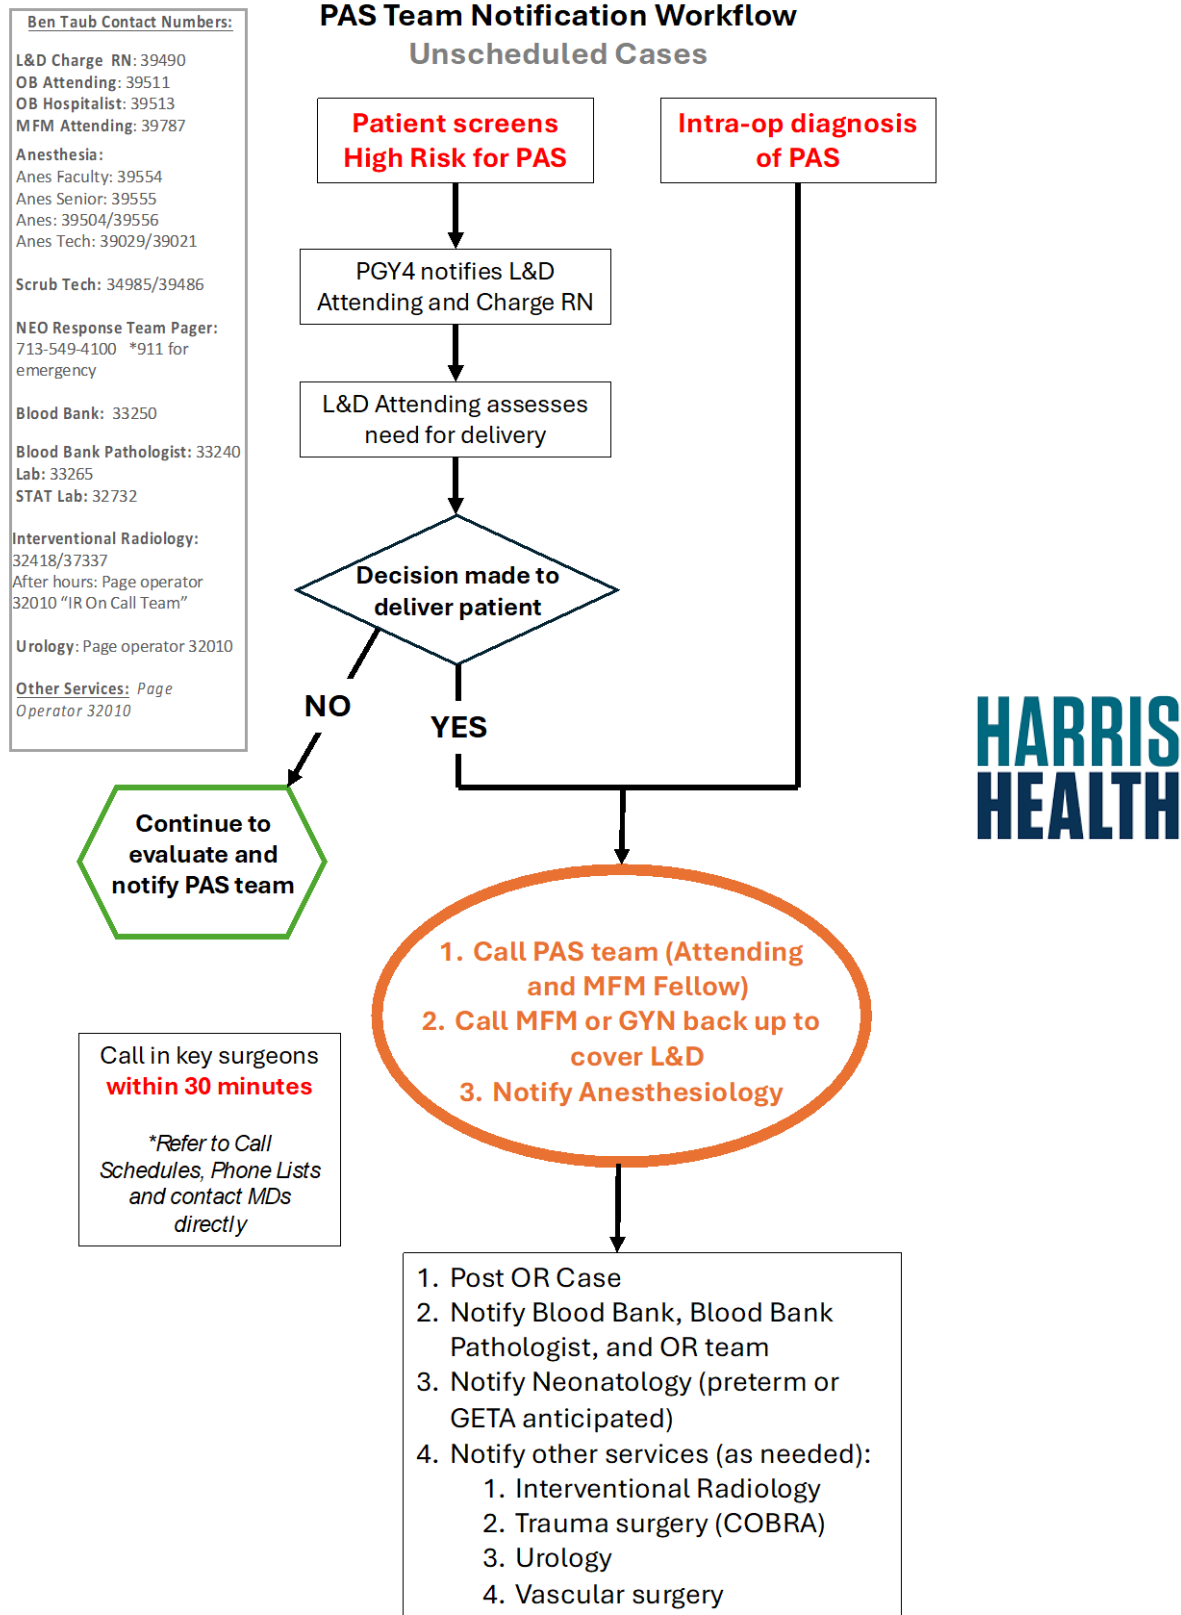 Ben Taub Contact Numbers:
L&D Charge RN: 39490
OB Attending: 39511
OB Hospitalist: 39513
MFM Attending: 39787
Anesthesia:
Anes Faculty: 39554
Anes Senior: 39555
Anes: 39504/39556
Anes Tech: 39029/39021
Scrub Tech: 34985/39486
NEO Response Team Pager:
713-549-4100 *911 for
emergency
Blood Bank: 33250
Blood Bank Pathologist: 33240
Lab: 33265
STAT Lab: 32732
Interventional Radiology:
32418/37337
After hours: Page operator
32010 “IR On Call Team”
Urology: Page operator 32010
Other Services: Page
Operator 32010
PAS Team Notification Workflow
Unscheduled Cases
Patient screens
High Risk for PAS
Intra-op diagnosis
of PAS
PGY4 notifies L&D
Attending and Charge RN
L&D Attending assesses
need for delivery
Decision made to
deliver patient
NO
YES
HARRIS
HEALTH
Continue to
evaluate and
notify PAS team
1. Call PAS team (Attending
and MFM Fellow)
2. Call MFM or GYN back up to
cover L&D
3. Notify Anesthesiology
Call in key surgeons
within 30 minutes
*Refer to Call
Schedules, Phone Lists
and contact MDs
directly
1. Post OR Case
2. Notify Blood Bank, Blood Bank
Pathologist, and OR team
3. Notify Neonatology (preterm or
GETA anticipated)
4. Notify other services (as needed):
1. Interventional Radiology
2. Trauma surgery (COBRA)
3. Urology
4. Vascular surgery